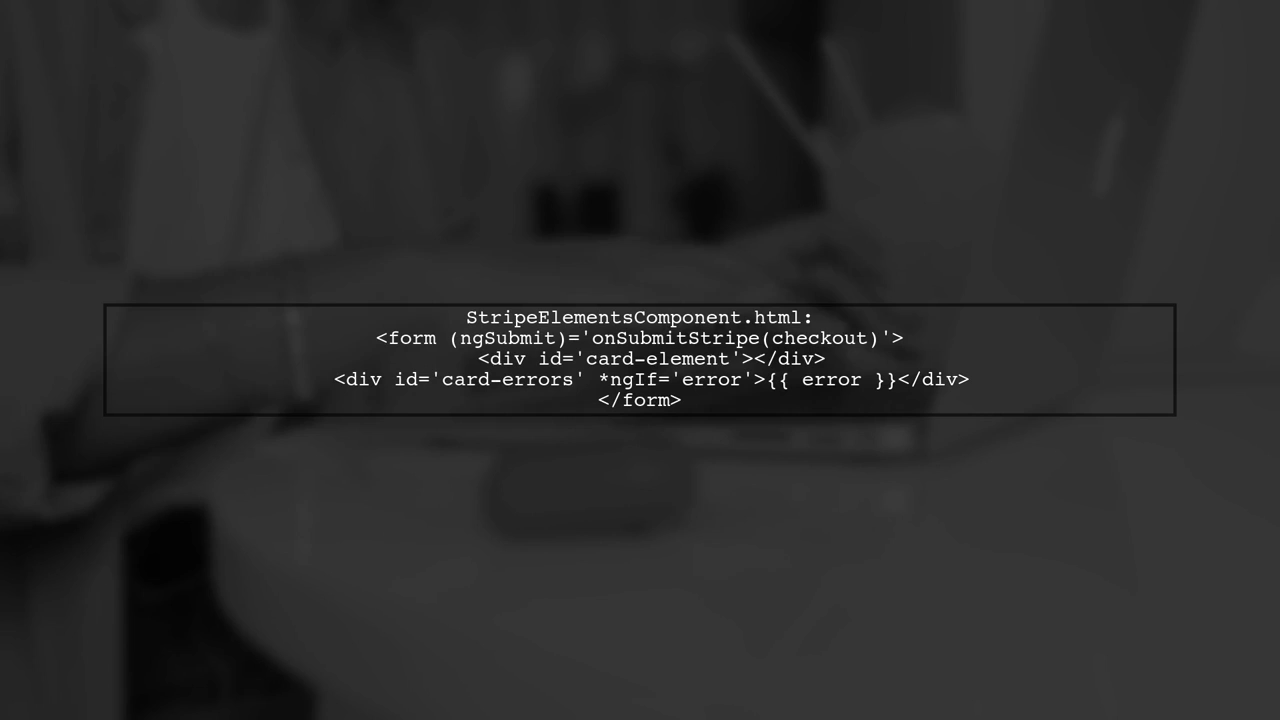 StripeElementsComponent.html:
<form (ngSubmit)='onSubmitStripe(checkout)'>
<div id='card-element'></div>
<div id='card-errors' *ngIf='error'>{{ error }}</div>
</form>